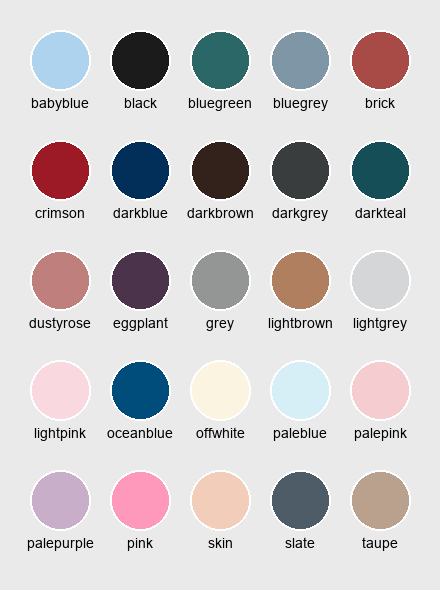 babyblue black bluegreen bluegrey brick
crimson darkblue darkbrown darkgrey darkteal
dustyrose eggplant grey lightbrown lightgrey
lightpink oceanblue offwhite paleblue palepink
palepurple pink skin slate taupe